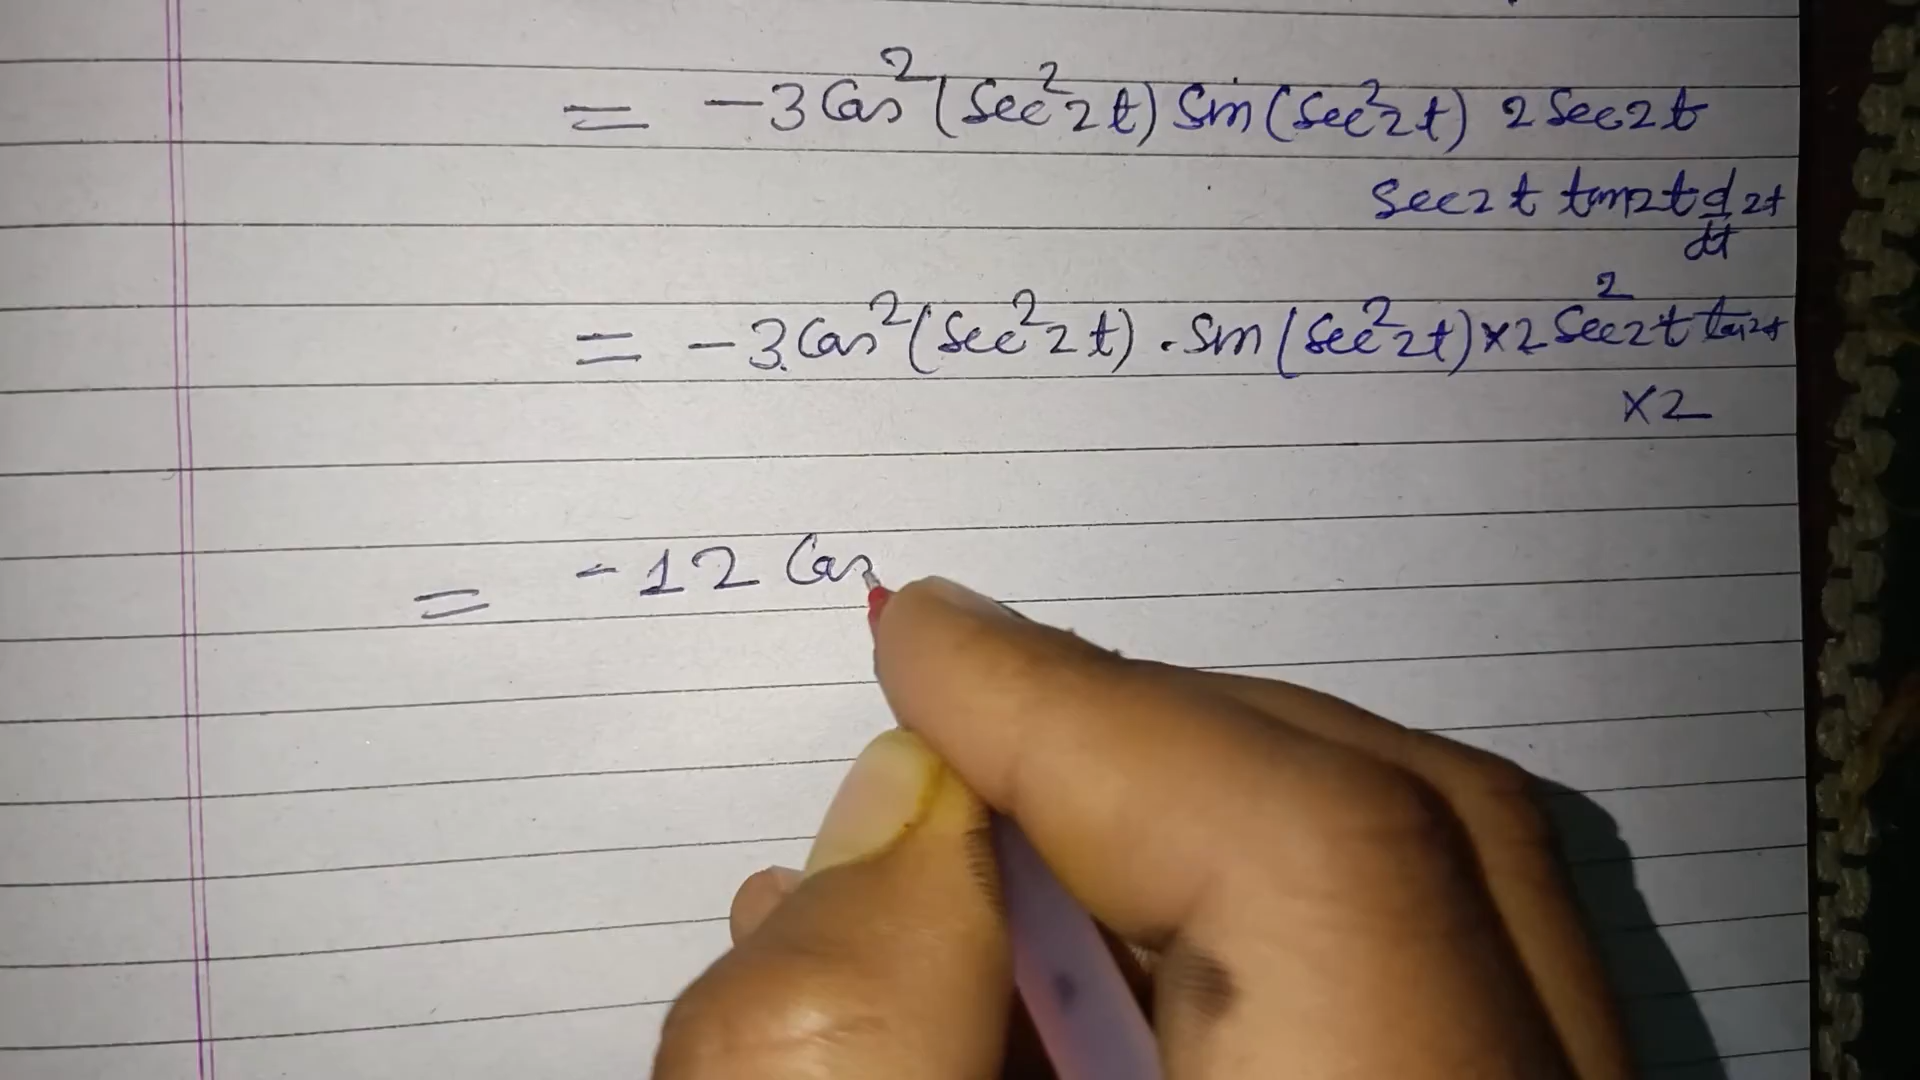 = -3 Cos²(Sec²2t) Sin(Sec²2t) 2 Sec2t
Sec2t tan2t d/dt 2t
= -3.Cos²(Sec²2t).Sin(Sec²2t)×2 Sec²2t tan2t
×2
= -12 Cos